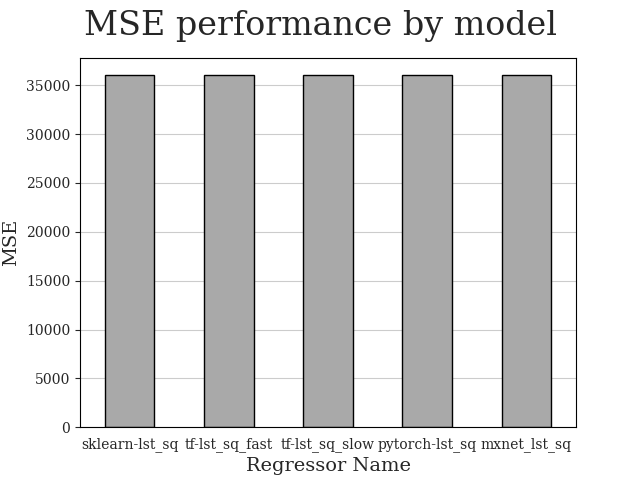 MSE performance by model
MSE
35000
30000
25000
20000
15000
10000
5000
0
sklearn-lst_sq tf-lst_sq_fast tf-lst_sq_slow pytorch-lst_sq mxnet_lst_sq
Regressor Name